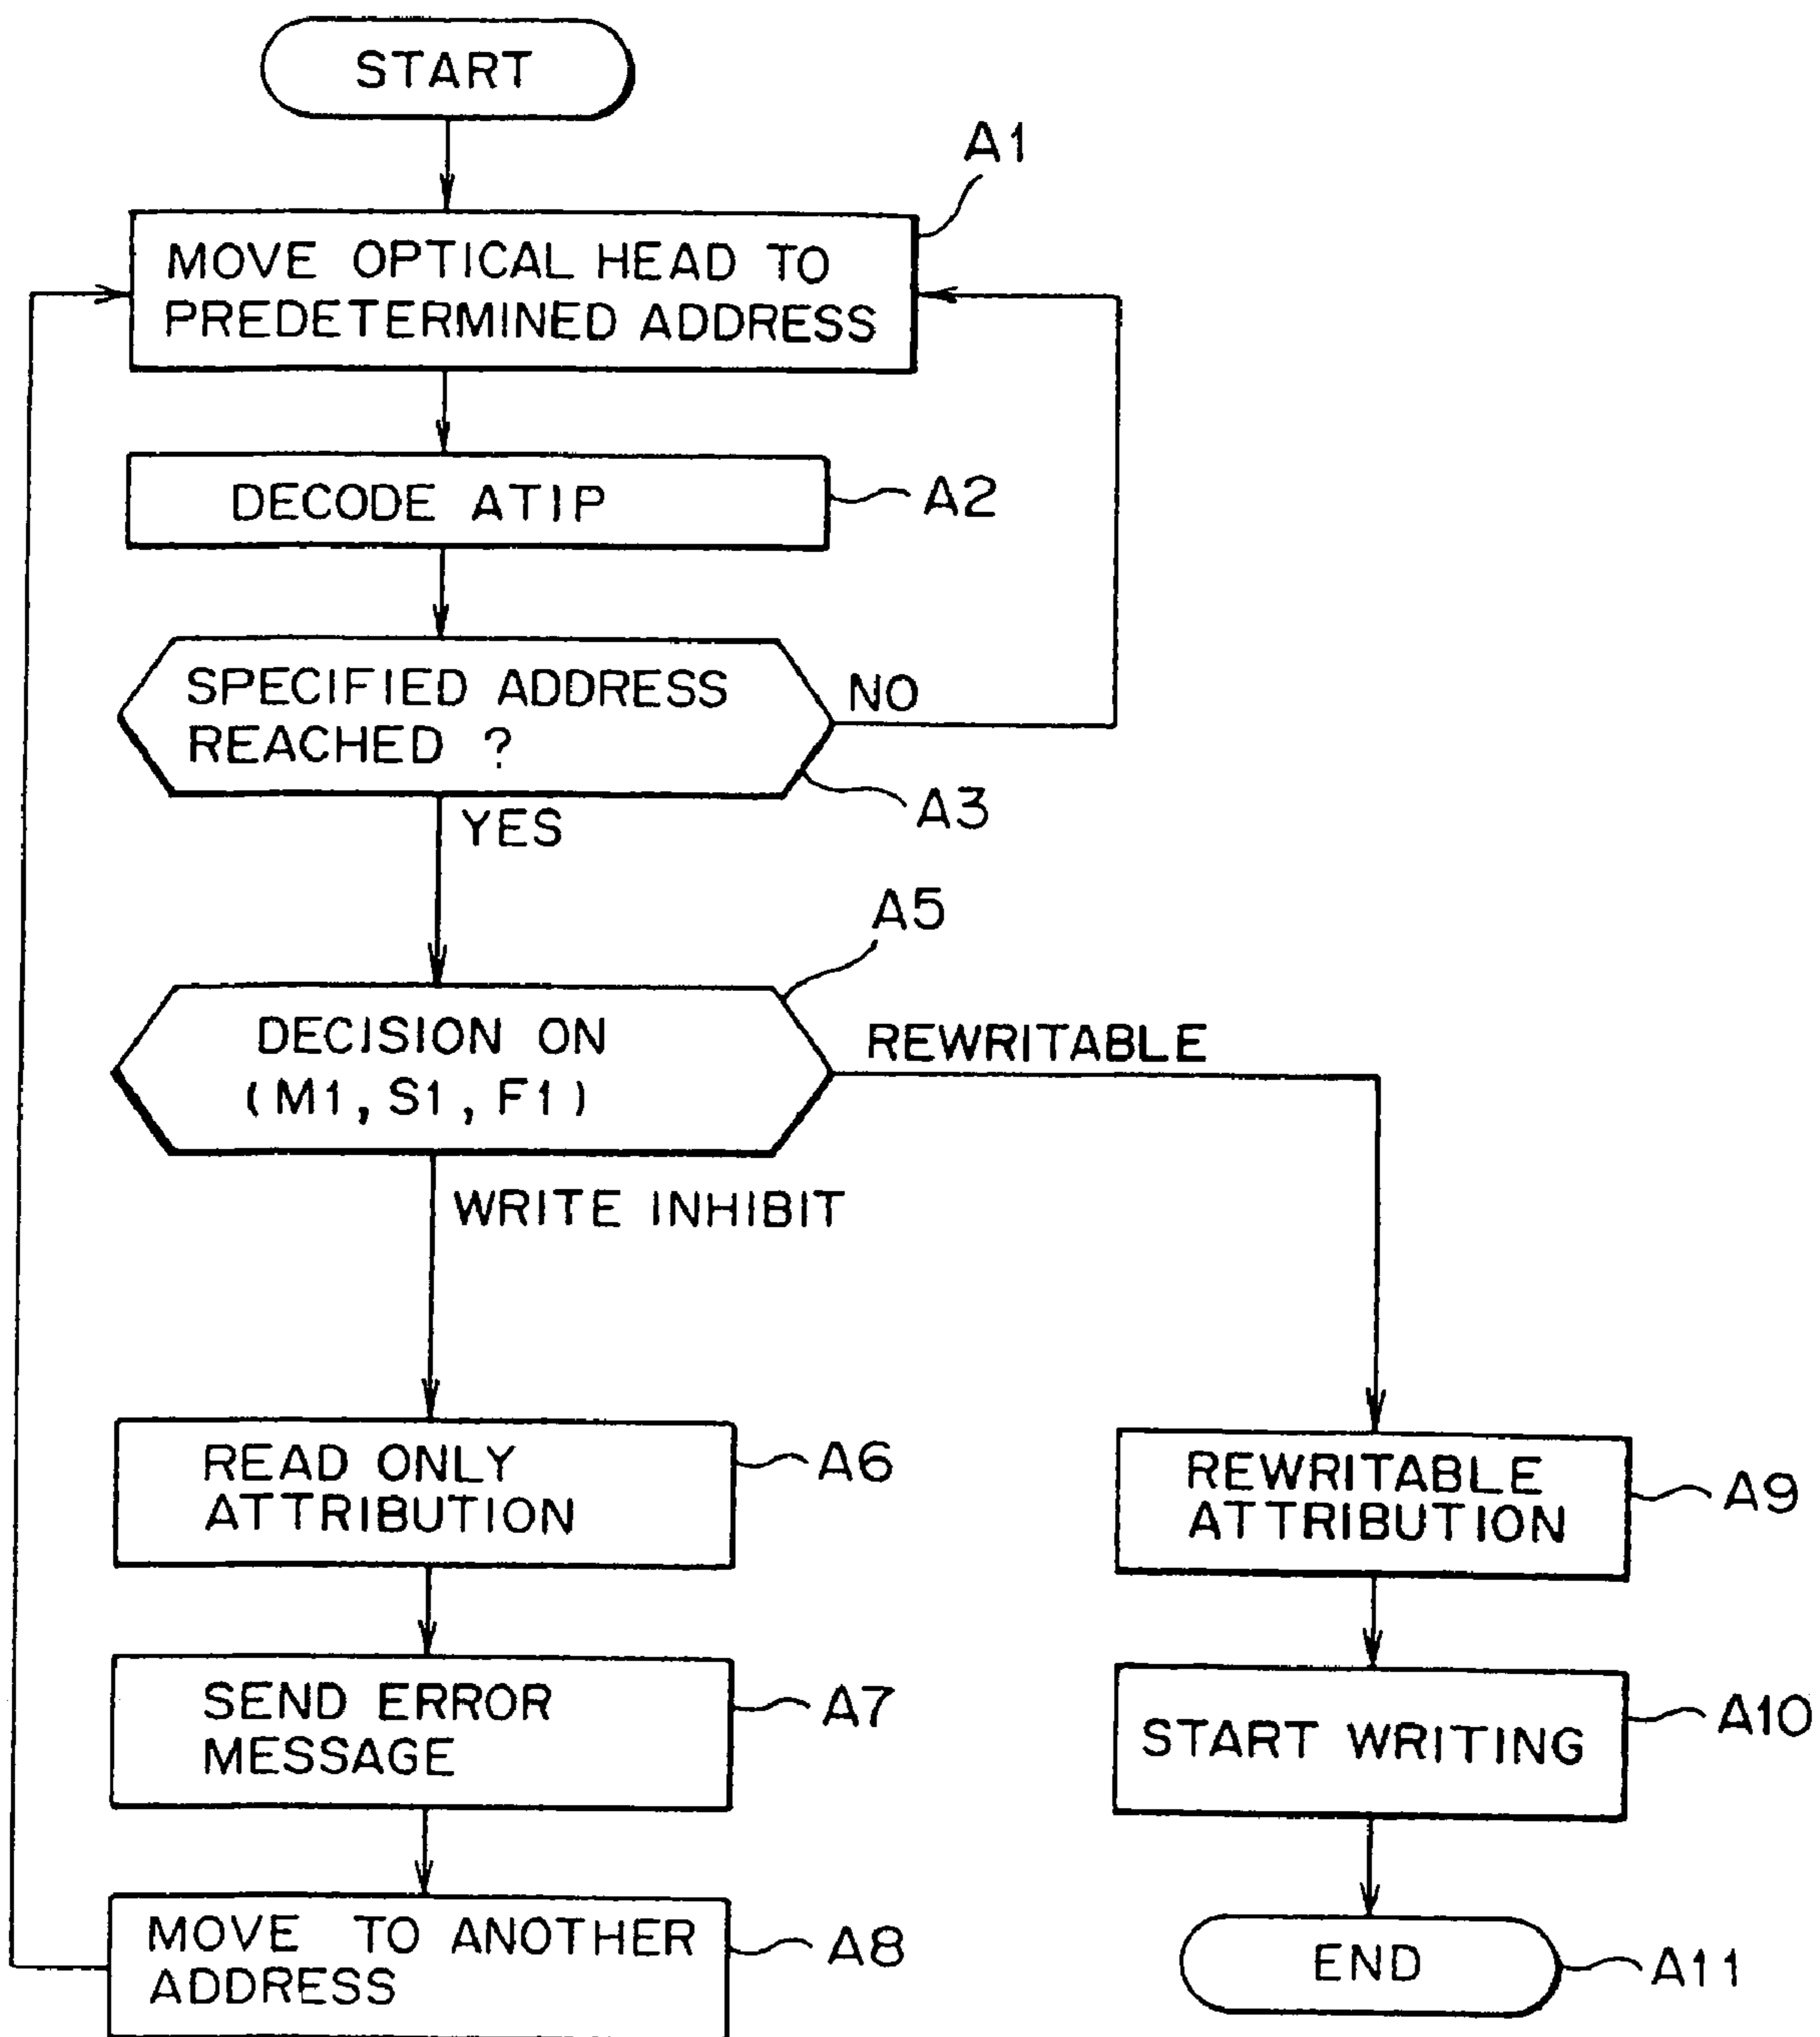 START
A1
MOVE OPTICAL HEAD TO
PREDETERMINED ADDRESS
DECODE ATIP
A2
SPECIFIED ADDRESS
REACHED ?
NO
A3
YES
A5
DECISION ON
(M1, S1, F1)
REWRITABLE
WRITE INHIBIT
READ ONLY
ATTRIBUTION
A6
REWRITABLE
ATTRIBUTION
A9
SEND ERROR
MESSAGE
A7
START WRITING
A10
MOVE TO ANOTHER
ADDRESS
A8
END
A11